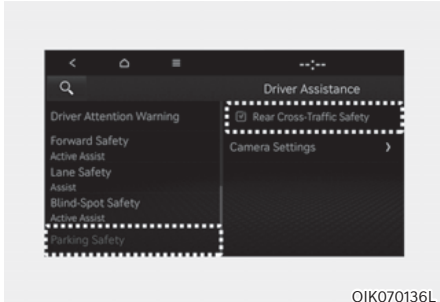 --:--
Driver Assistance
Driver Attention Warning
Forward Safety
Active Assist
Lane Safety
Assist
Blind-Spot Safety
Active Assist
Parking Safety
Rear Cross-Traffic Safety
Camera Settings
OIK070136L